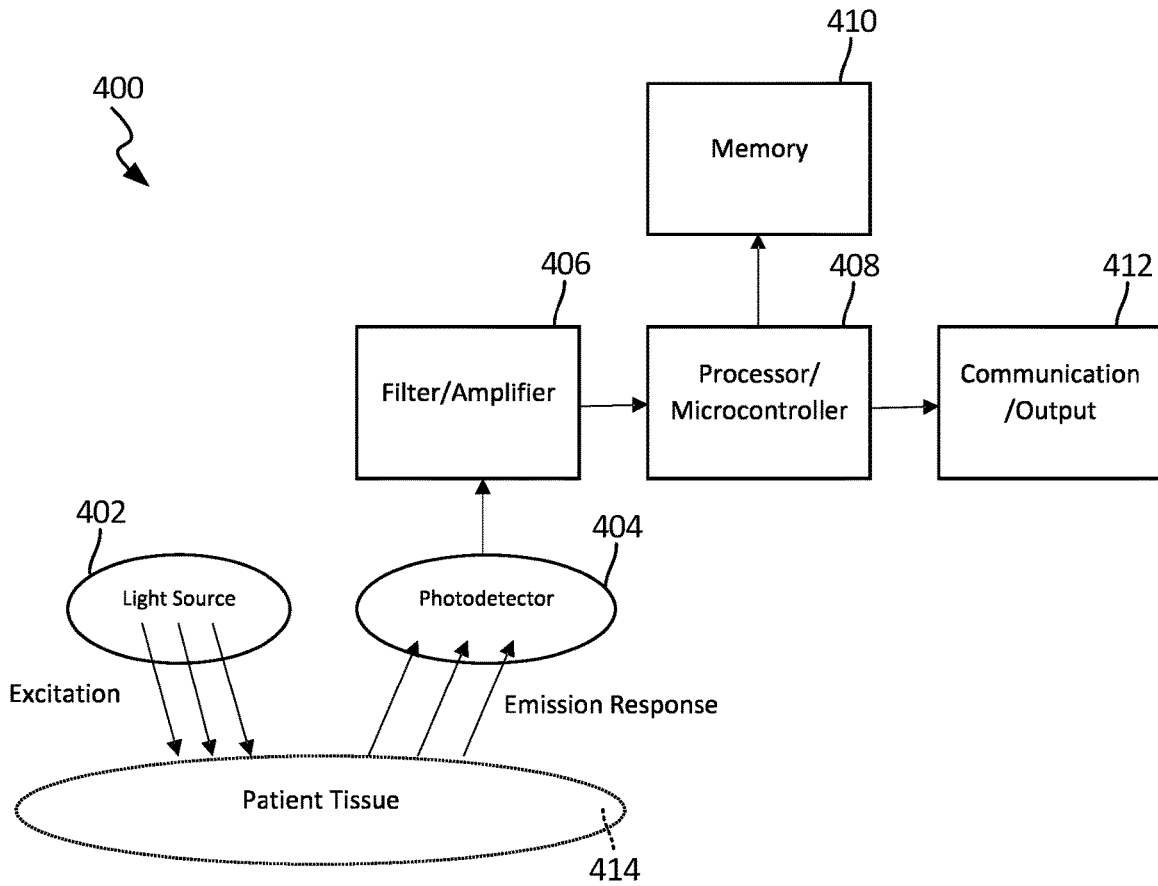 400
410
Memory
406
408
412
Filter/Amplifier
Processor/
Microcontroller
Communication
/Output
402
404
Light Source
Photodetector
Excitation
Emission Response
Patient Tissue
414